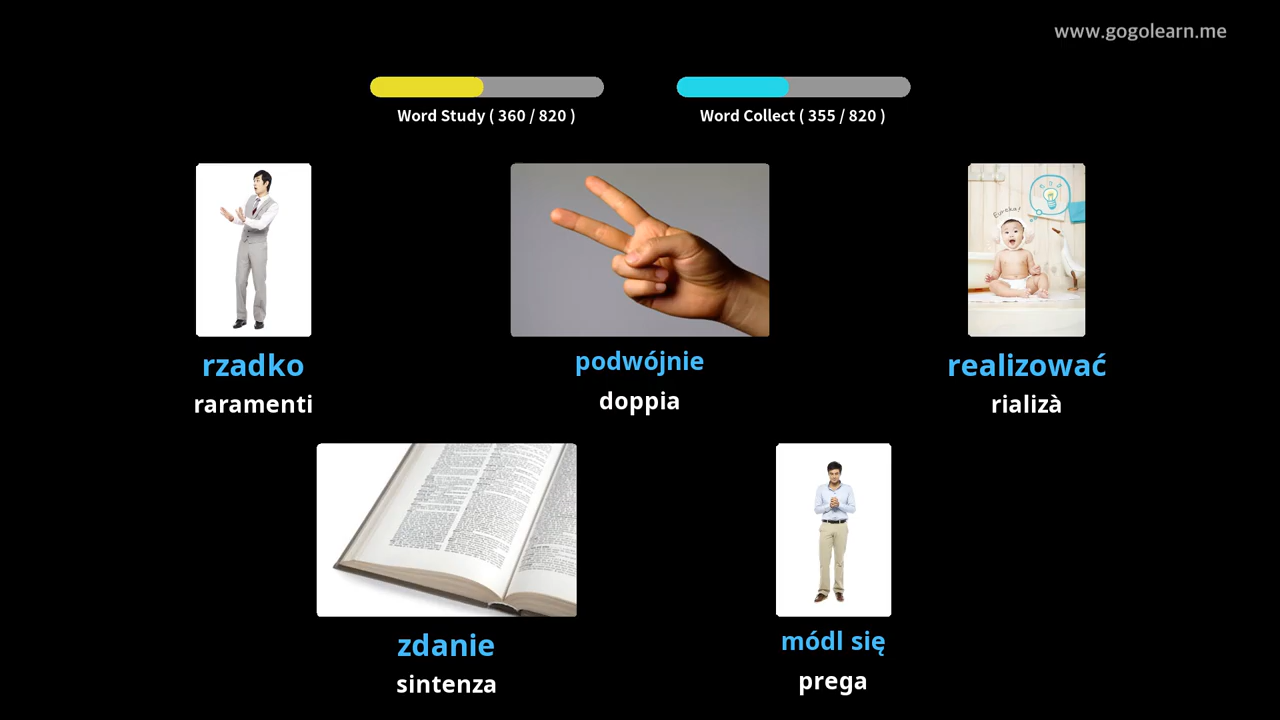 www.gogolearn.me
Word Study ( 360 / 820 )
Word Collect ( 355 / 820 )
Eureka!
rzadko
raramenti
podwójnie
doppia
realizować
rializà
zdanie
sintenza
módl się
prega